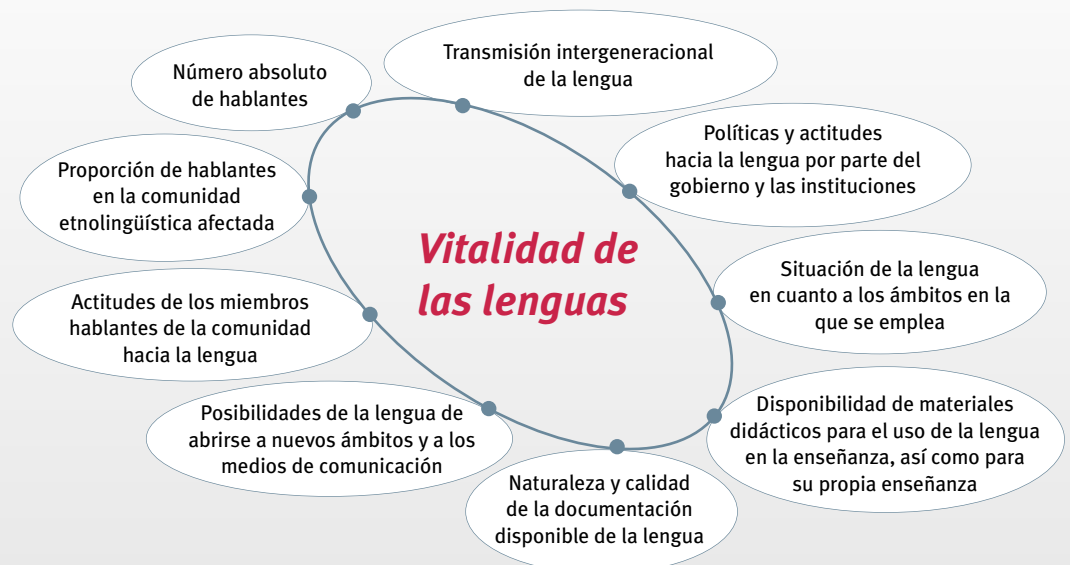 Transmisión intergeneracional
de la lengua
Número absoluto
de hablantes
Políticas y actitudes
hacia la lengua por parte del
gobierno y las instituciones
Proporción de hablantes
en la comunidad
etnolingüística afectada
Vitalidad de
las lenguas
Situación de la lengua
en cuanto a los ámbitos en la
que se emplea
Actitudes de los miembros
hablantes de la comunidad
hacia la lengua
Disponibilidad de materiales
didácticos para el uso de la lengua
en la enseñanza, así como para
su propia enseñanza
Posibilidades de la lengua de
abrirse a nuevos ámbitos y a los
medios de comunicación
Naturaleza y calidad
de la documentación
disponible de la lengua